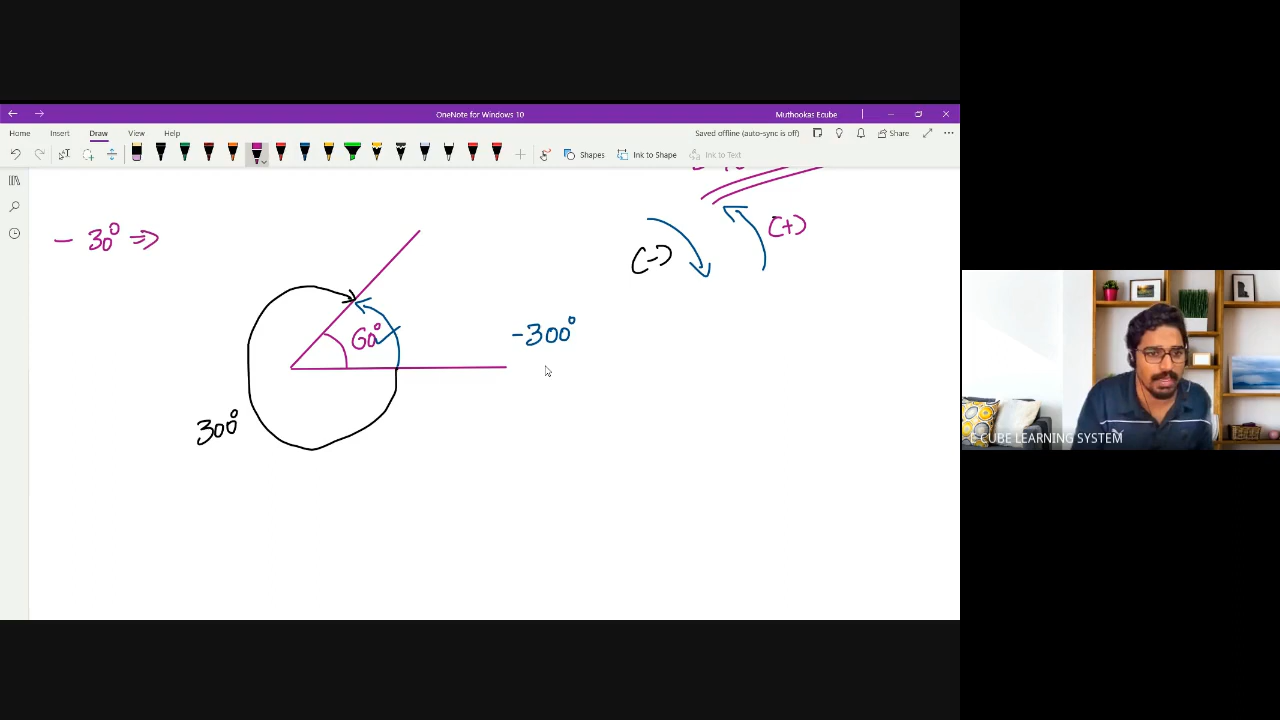 OneNote for Windows 10
Muthookas Ecube
Home Insert Draw View Help
Saved offline (auto-sync is off)
Share
Shapes
Ink to Shape
Ink to Text
- 30° ⇒
(-)
(+)
60°
-300°
300°
C CUBE LEARNING SYSTEM